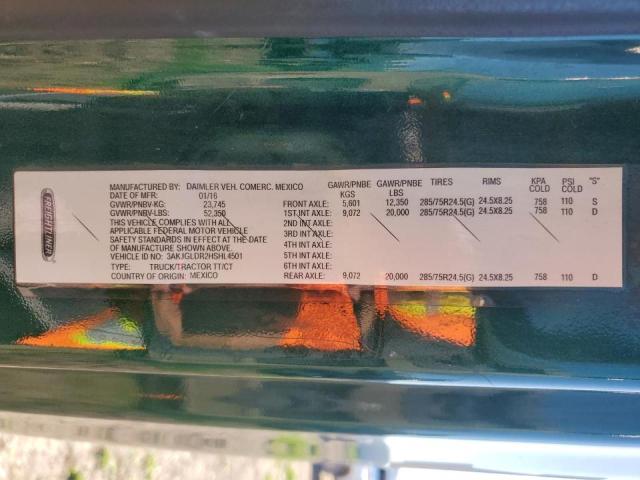 FREIGHTLINER
MANUFACTURED BY: DAIMLER VEH. COMERC. MEXICO
DATE OF MFR: 01/16
GVWR/PNBV-KG: 23,745
GVWR/PNBV-LBS: 52,350
THIS VEHICLE COMPLIES WITH ALL
APPLICABLE FEDERAL MOTOR VEHICLE
SAFETY STANDARDS IN EFFECT ON THE DATE
OF MANUFACTURE SHOWN ABOVE.
VEHICLE ID NUMBER: 3AKJGLDR2HSHL4501
TYPE: TRUCK/TRACTOR TT/CT
COUNTRY OF ORIGIN: MEXICO
GAWR/PNBE KGS GAWR/PNBE LBS TIRES RIMS KPA COLD PSI COLD "S"
FRONT AXLE: 5,601 12,350 285/75R24.5(G) 24.5X8.25 758 110 S
1ST INT AXLE: 9,072 20,000 285/75R24.5(G) 24.5X8.25 758 110 D
2ND INT AXLE:
3RD INT AXLE:
4TH INT AXLE:
5TH INT AXLE:
6TH INT AXLE:
REAR AXLE: 9,072 20,000 285/75R24.5(G) 24.5X8.25 758 110 D